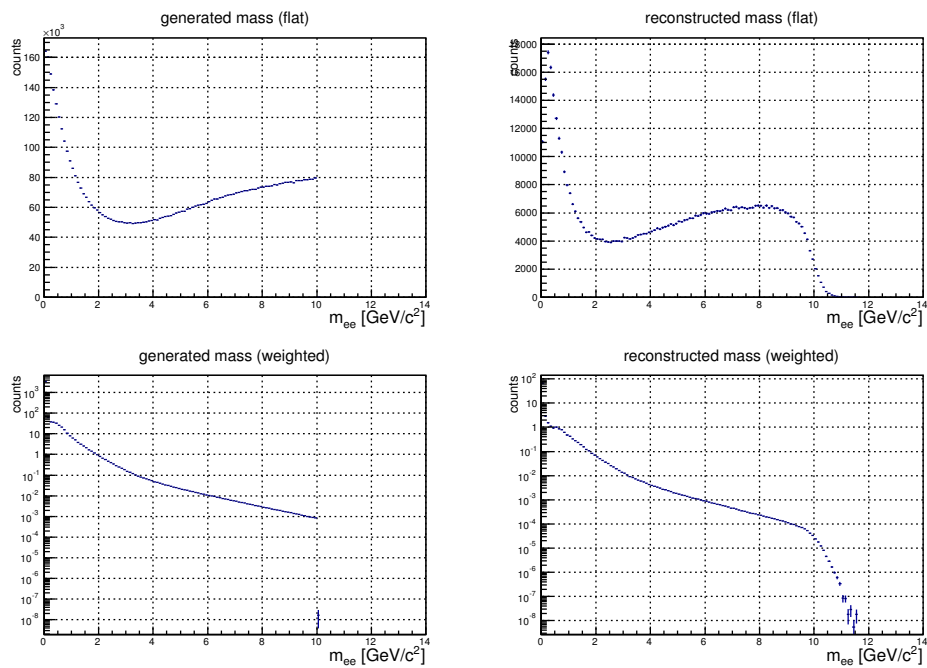 generated mass (flat)
×10³
counts
160
140
120
100
80
60
40
20
0
0 2 4 6 8 10 12 14
m_ee [GeV/c²]
reconstructed mass (flat)
counts
18000
16000
14000
12000
10000
8000
6000
4000
2000
0
0 2 4 6 8 10 12 14
m_ee [GeV/c²]
generated mass (weighted)
counts
10³
10²
10
1
10⁻¹
10⁻²
10⁻³
10⁻⁴
10⁻⁵
10⁻⁶
10⁻⁷
10⁻⁸
0 2 4 6 8 10 12 14
m_ee [GeV/c²]
reconstructed mass (weighted)
counts
10²
10
1
10⁻¹
10⁻²
10⁻³
10⁻⁴
10⁻⁵
10⁻⁶
10⁻⁷
10⁻⁸
0 2 4 6 8 10 12 14
m_ee [GeV/c²]